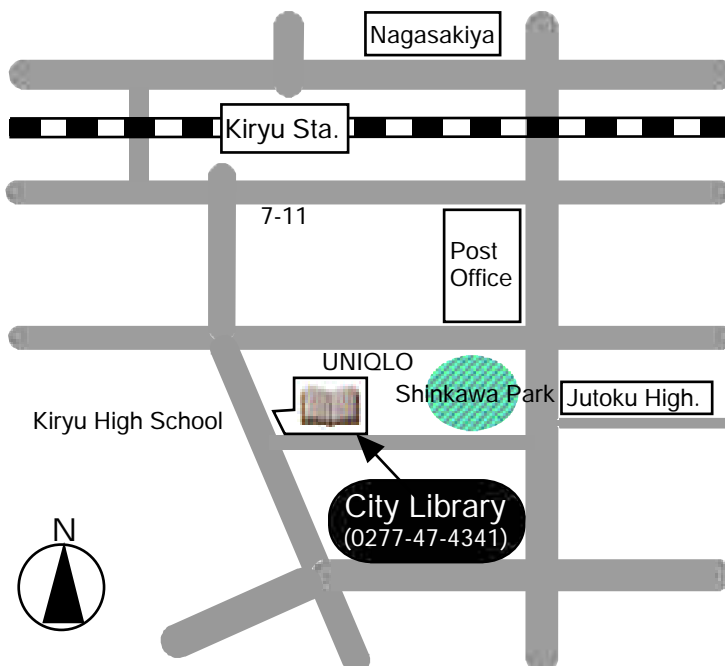 Nagasakiya
Kiryu Sta.
7-11
Post
Office
UNIQLO
Shinkawa Park
Jutoku High.
Kiryu High School
City Library
(0277-47-4341)
N